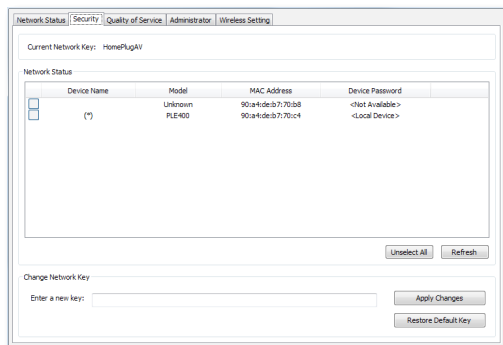 Network Status Security Quality of Service Administrator Wireless Setting
Current Network Key: HomePlugAV
Network Status
Device Name Model MAC Address Device Password
Unknown 90:a4:de:b7:70:b8 <Not Available>
(*) PLE400 90:a4:de:b7:70:c4 <Local Device>
Unselect All Refresh
Change Network Key
Enter a new key: Apply Changes
Restore Default Key